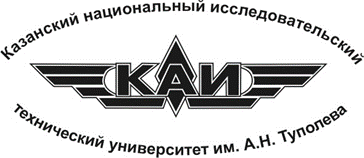 Казанский национальный исследовательский
КАИ
технический университет им. А.Н. Туполева